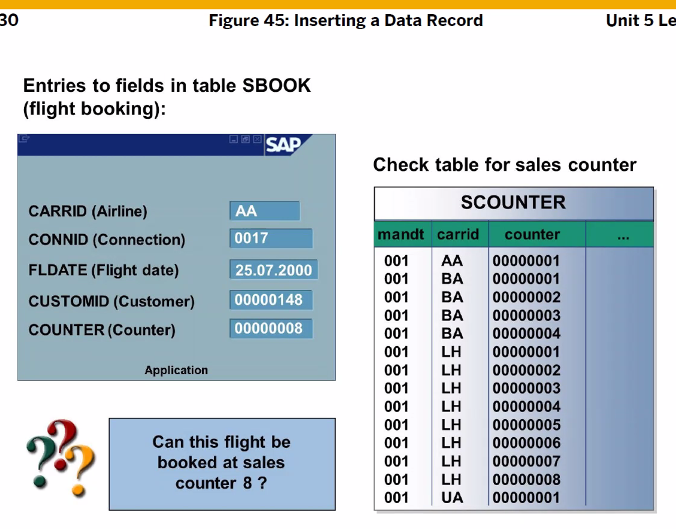 30
Figure 45: Inserting a Data Record
Unit 5 Le
Entries to fields in table SBOOK
(flight booking):
SAP
CARRID (Airline)
AA
CONNID (Connection)
0017
FLDATE (Flight date)
25.07.2000
CUSTOMID (Customer)
00000148
COUNTER (Counter)
00000008
Application
???
Can this flight be
booked at sales
counter 8 ?
Check table for sales counter
SCOUNTER
mandt carrid counter ...
001 AA 00000001
001 BA 00000001
001 BA 00000002
001 BA 00000003
001 BA 00000004
001 LH 00000001
001 LH 00000002
001 LH 00000003
001 LH 00000004
001 LH 00000005
001 LH 00000006
001 LH 00000007
001 LH 00000008
001 UA 00000001